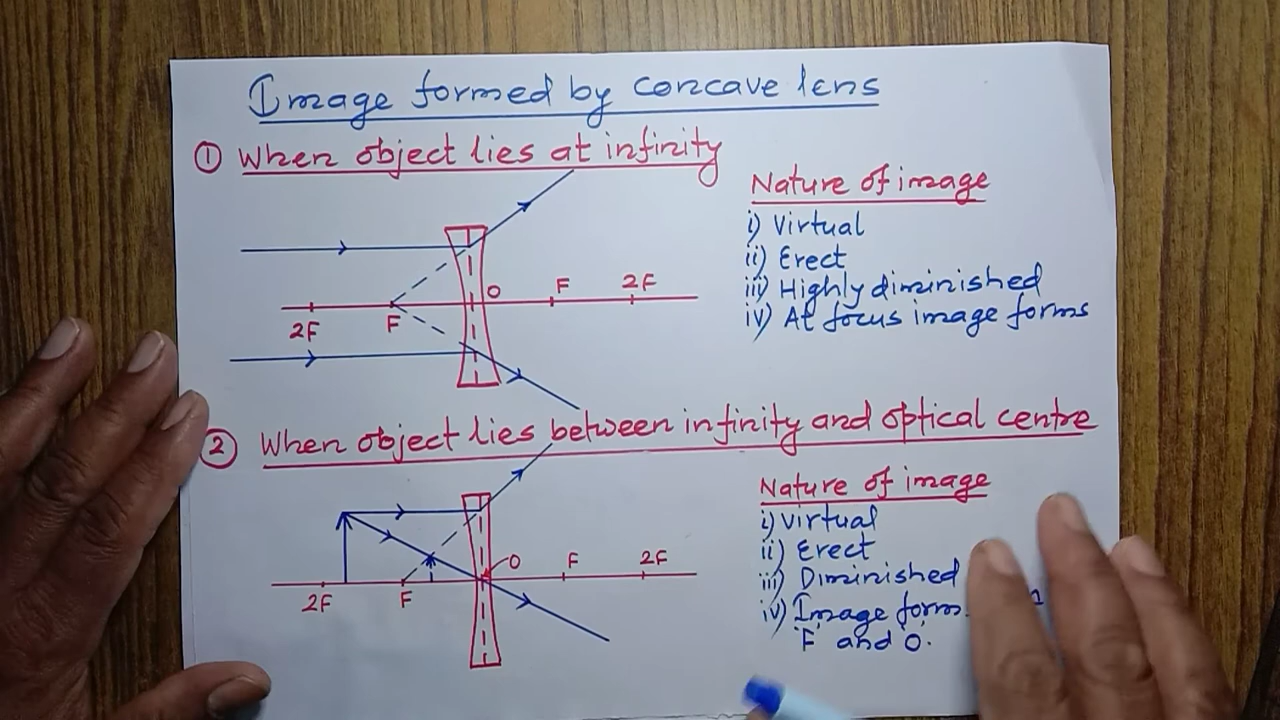 Image formed by concave lens
① When object lies at infinity
Nature of image
i) Virtual
ii) Erect
iii) Highly diminished
iv) At focus image forms
O
F
2F
2F
F
② When object lies between infinity and optical centre
Nature of image
i) Virtual
ii) Erect
iii) Diminished
iv) Image form
F and O.
O
F
2F
2F
F